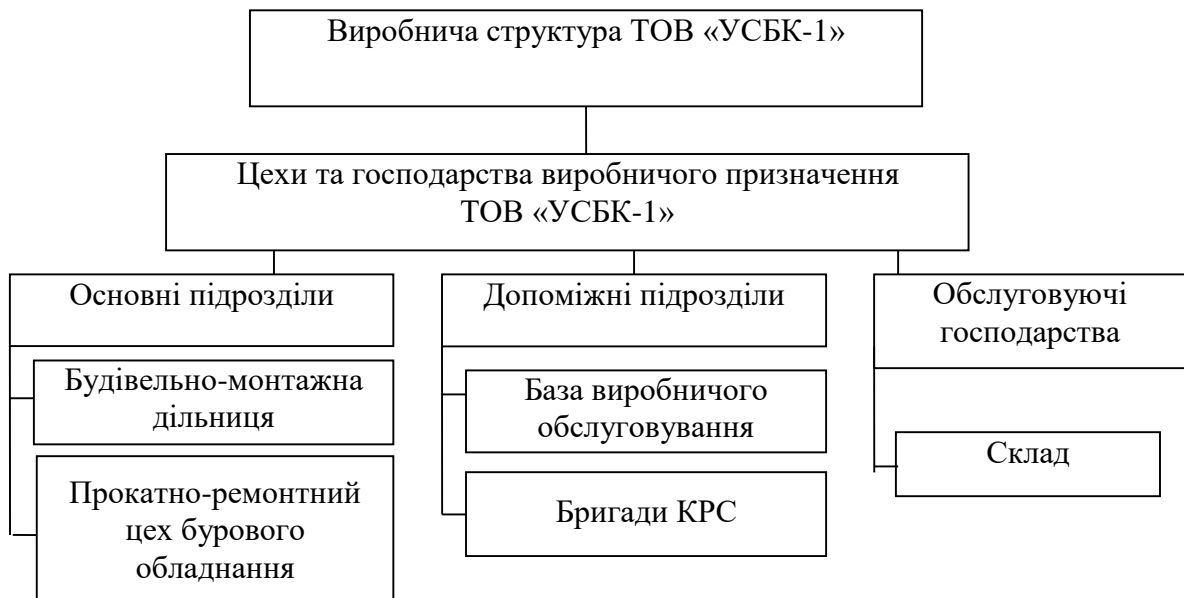 Виробнича структура ТОВ «УСБК-1»
Цехи та господарства виробничого призначення
ТОВ «УСБК-1»
Основні підрозділи
Будівельно-монтажна
дільниця
Прокатно-ремонтний
цех бурового
обладнання
Допоміжні підрозділи
База виробничого
обслуговування
Бригади КРС
Обслуговуючі
господарства
Склад